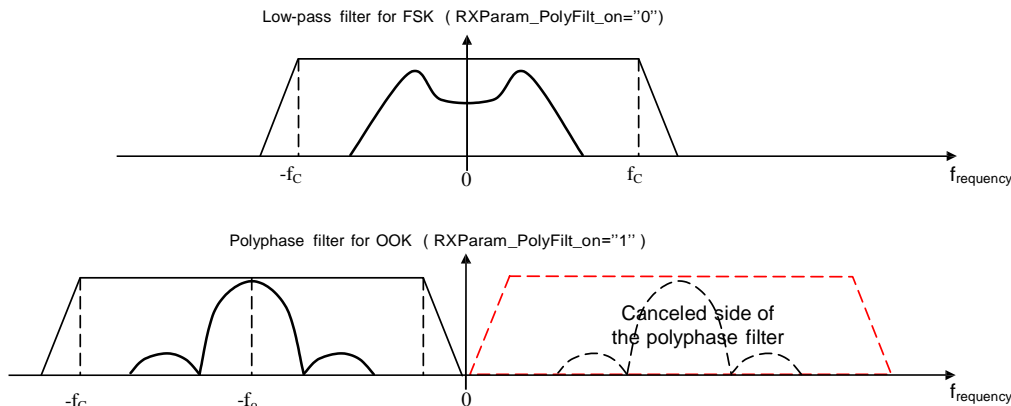 Low-pass filter for FSK ( RXParam_PolyFilt_on="0")
-fC 0 fC frequency
Polyphase filter for OOK ( RXParam_PolyFilt_on="1")
Canceled side of
the polyphase filter
-fC -fo 0 frequency